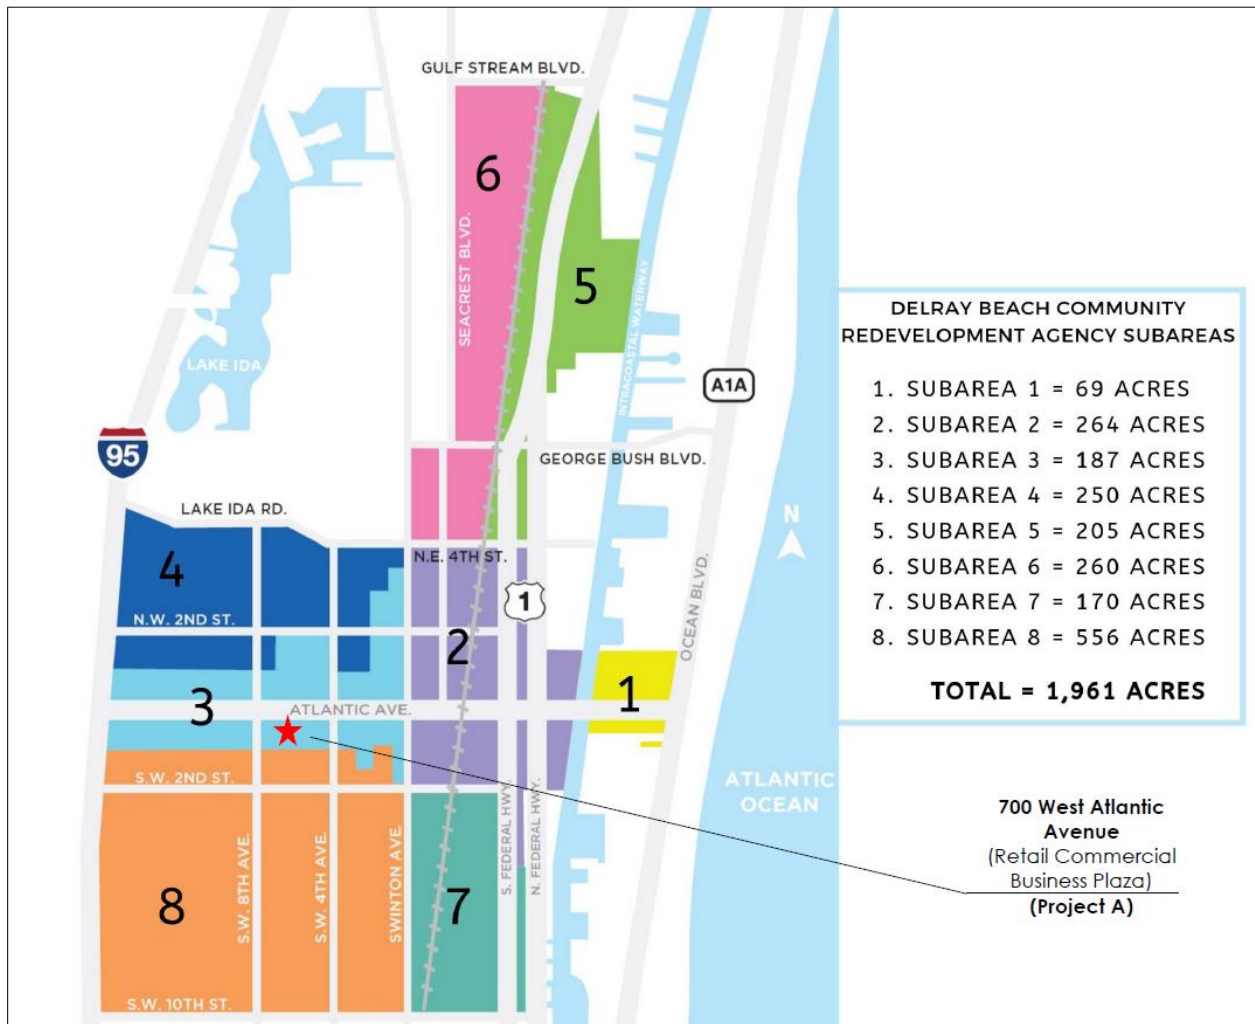 GULF STREAM BLVD.
6
SEACREST BLVD.
5
INTRACOASTAL WATERWAY
LAKE IDA
A1A
95
GEORGE BUSH BLVD.
LAKE IDA RD.
N
4
N.E. 4TH ST.
1
OCEAN BLVD.
N.W. 2ND ST.
2
3
ATLANTIC AVE.
1
S.W. 2ND ST.
ATLANTIC
OCEAN
S.W. 8TH AVE.
S.W. 4TH AVE.
SWINTON AVE.
S. FEDERAL HWY.
N. FEDERAL HWY.
8
7
S.W. 10TH ST.
DELRAY BEACH COMMUNITY
REDEVELOPMENT AGENCY SUBAREAS
1. SUBAREA 1 = 69 ACRES
2. SUBAREA 2 = 264 ACRES
3. SUBAREA 3 = 187 ACRES
4. SUBAREA 4 = 250 ACRES
5. SUBAREA 5 = 205 ACRES
6. SUBAREA 6 = 260 ACRES
7. SUBAREA 7 = 170 ACRES
8. SUBAREA 8 = 556 ACRES
TOTAL = 1,961 ACRES
700 West Atlantic
Avenue
(Retail Commercial
Business Plaza)
(Project A)